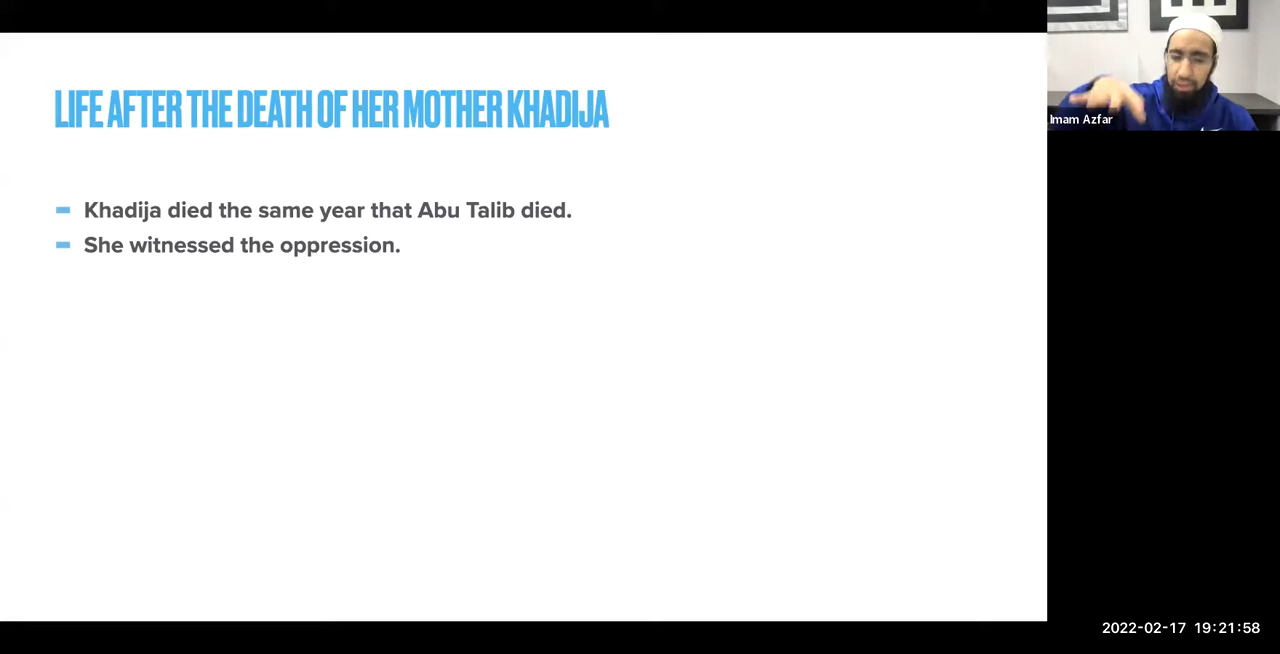 LIFE AFTER THE DEATH OF HER MOTHER KHADIJA
Khadija died the same year that Abu Talib died.
She witnessed the oppression.
Imam Azfar
2022-02-17 19:21:58